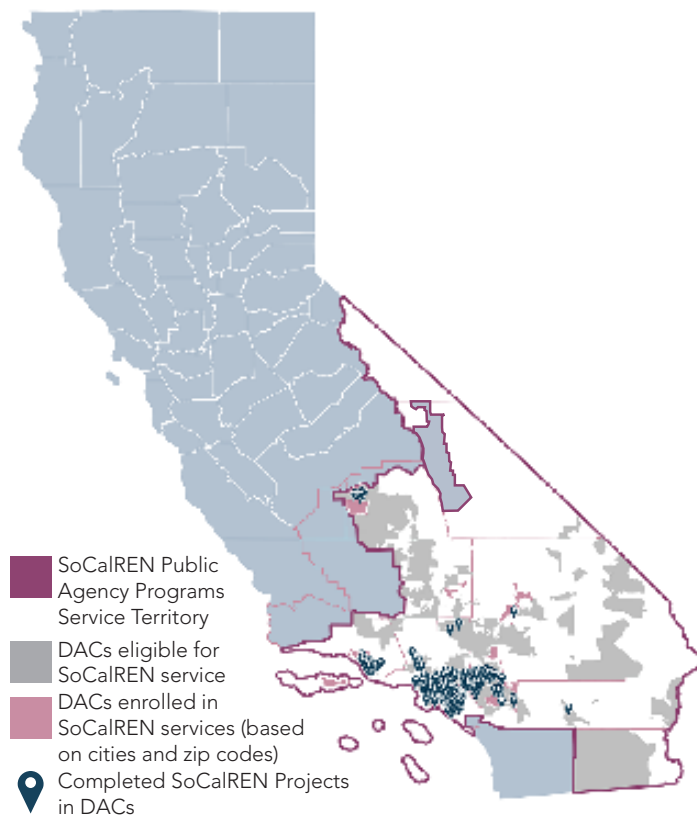 SoCalREN Public
Agency Programs
Service Territory
DACs eligible for
SoCalREN service
DACs enrolled in
SoCalREN services (based
on cities and zip codes)
Completed SoCalREN Projects
in DACs